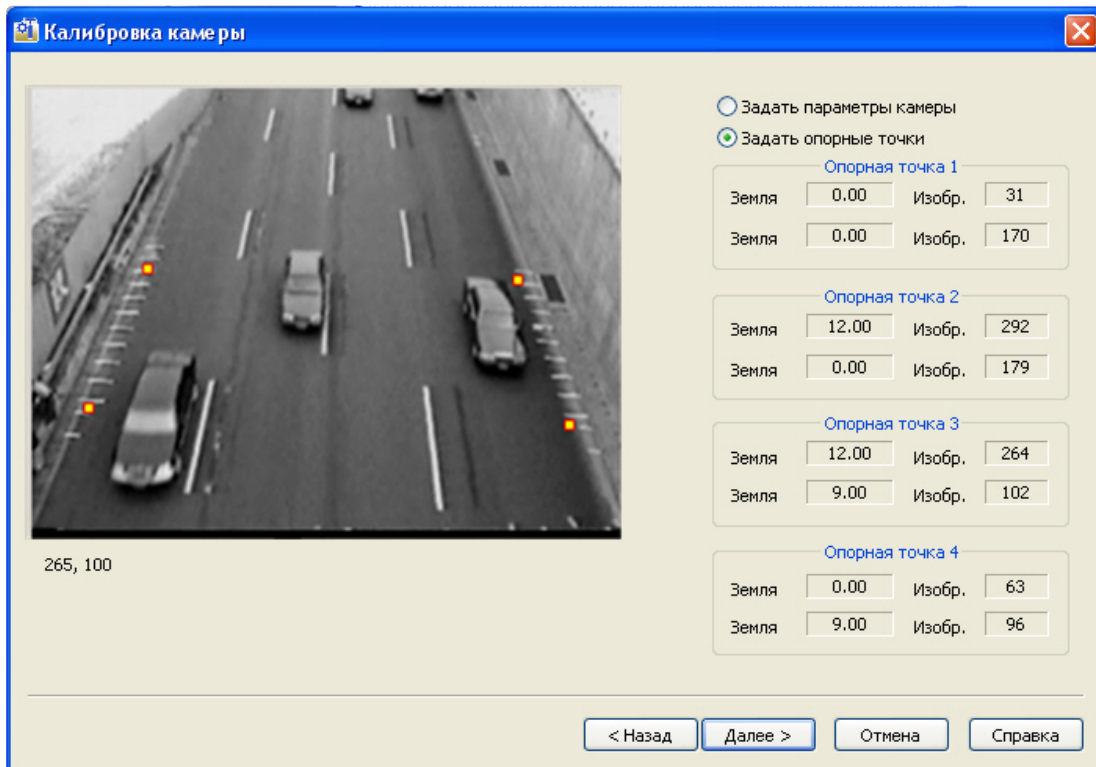 Калибровка камеры
Задать параметры камеры
Задать опорные точки
Опорная точка 1
Земля 0.00 Изобр. 31
Земля 0.00 Изобр. 170
Опорная точка 2
Земля 12.00 Изобр. 292
Земля 0.00 Изобр. 179
Опорная точка 3
Земля 12.00 Изобр. 264
Земля 9.00 Изобр. 102
Опорная точка 4
Земля 0.00 Изобр. 63
Земля 9.00 Изобр. 96
265, 100
< Назад Далее > Отмена Справка